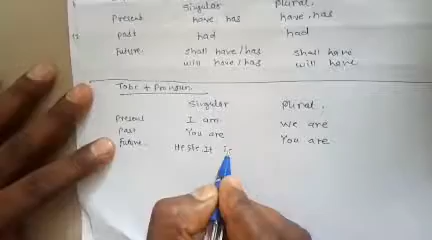 Singular Plural.
Present have has have, has
Past had had
Future. shall have/has shall have
will have/has will have
Tobe + Pronoun
Singular Plural.
Present I am We are
Past You are You are
Future. He. She. It is